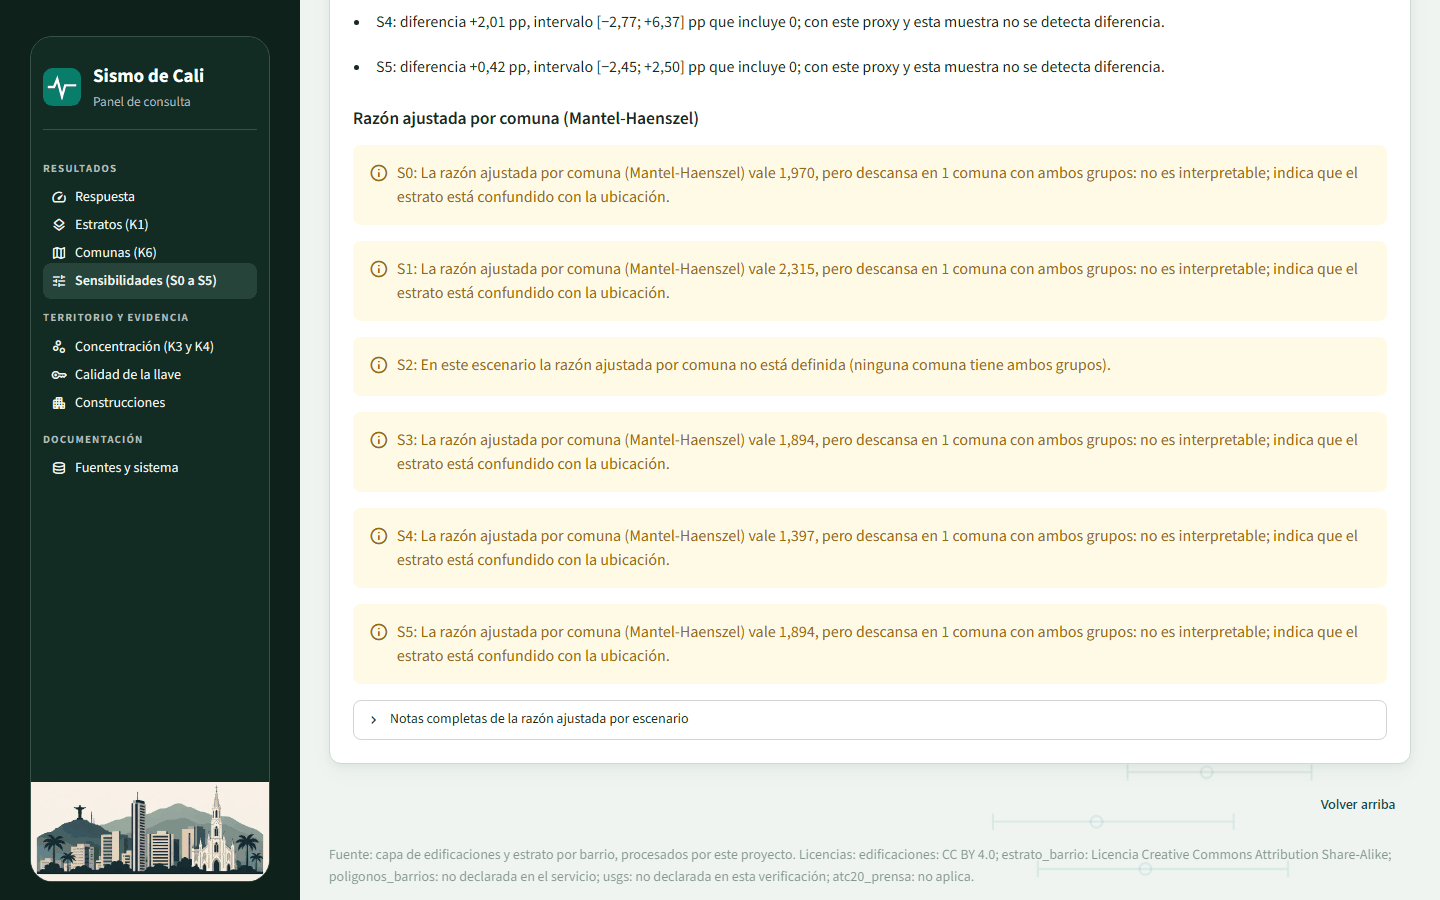 Sismo de Cali
Panel de consulta
RESULTADOS
Respuesta
Estratos (K1)
Comunas (K6)
Sensibilidades (S0 a S5)
TERRITORIO Y EVIDENCIA
Concentración (K3 y K4)
Calidad de la llave
Construcciones
DOCUMENTACIÓN
Fuentes y sistema
S4: diferencia +2,01 pp, intervalo [−2,77; +6,37] pp que incluye 0; con este proxy y esta muestra no se detecta diferencia.
S5: diferencia +0,42 pp, intervalo [−2,45; +2,50] pp que incluye 0; con este proxy y esta muestra no se detecta diferencia.
Razón ajustada por comuna (Mantel-Haenszel)
S0: La razón ajustada por comuna (Mantel-Haenszel) vale 1,970, pero descansa en 1 comuna con ambos grupos: no es interpretable; indica que el
estrato está confundido con la ubicación.
S1: La razón ajustada por comuna (Mantel-Haenszel) vale 2,315, pero descansa en 1 comuna con ambos grupos: no es interpretable; indica que el
estrato está confundido con la ubicación.
S2: En este escenario la razón ajustada por comuna no está definida (ninguna comuna tiene ambos grupos).
S3: La razón ajustada por comuna (Mantel-Haenszel) vale 1,894, pero descansa en 1 comuna con ambos grupos: no es interpretable; indica que el
estrato está confundido con la ubicación.
S4: La razón ajustada por comuna (Mantel-Haenszel) vale 1,397, pero descansa en 1 comuna con ambos grupos: no es interpretable; indica que el
estrato está confundido con la ubicación.
S5: La razón ajustada por comuna (Mantel-Haenszel) vale 1,894, pero descansa en 1 comuna con ambos grupos: no es interpretable; indica que el
estrato está confundido con la ubicación.
Notas completas de la razón ajustada por escenario
Volver arriba
Fuente: capa de edificaciones y estrato por barrio, procesados por este proyecto. Licencias: edificaciones: CC BY 4.0; estrato_barrio: Licencia Creative Commons Attribution Share-Alike;
poligonos_barrios: no declarada en el servicio; usgs: no declarada en esta verificación; atc20_prensa: no aplica.